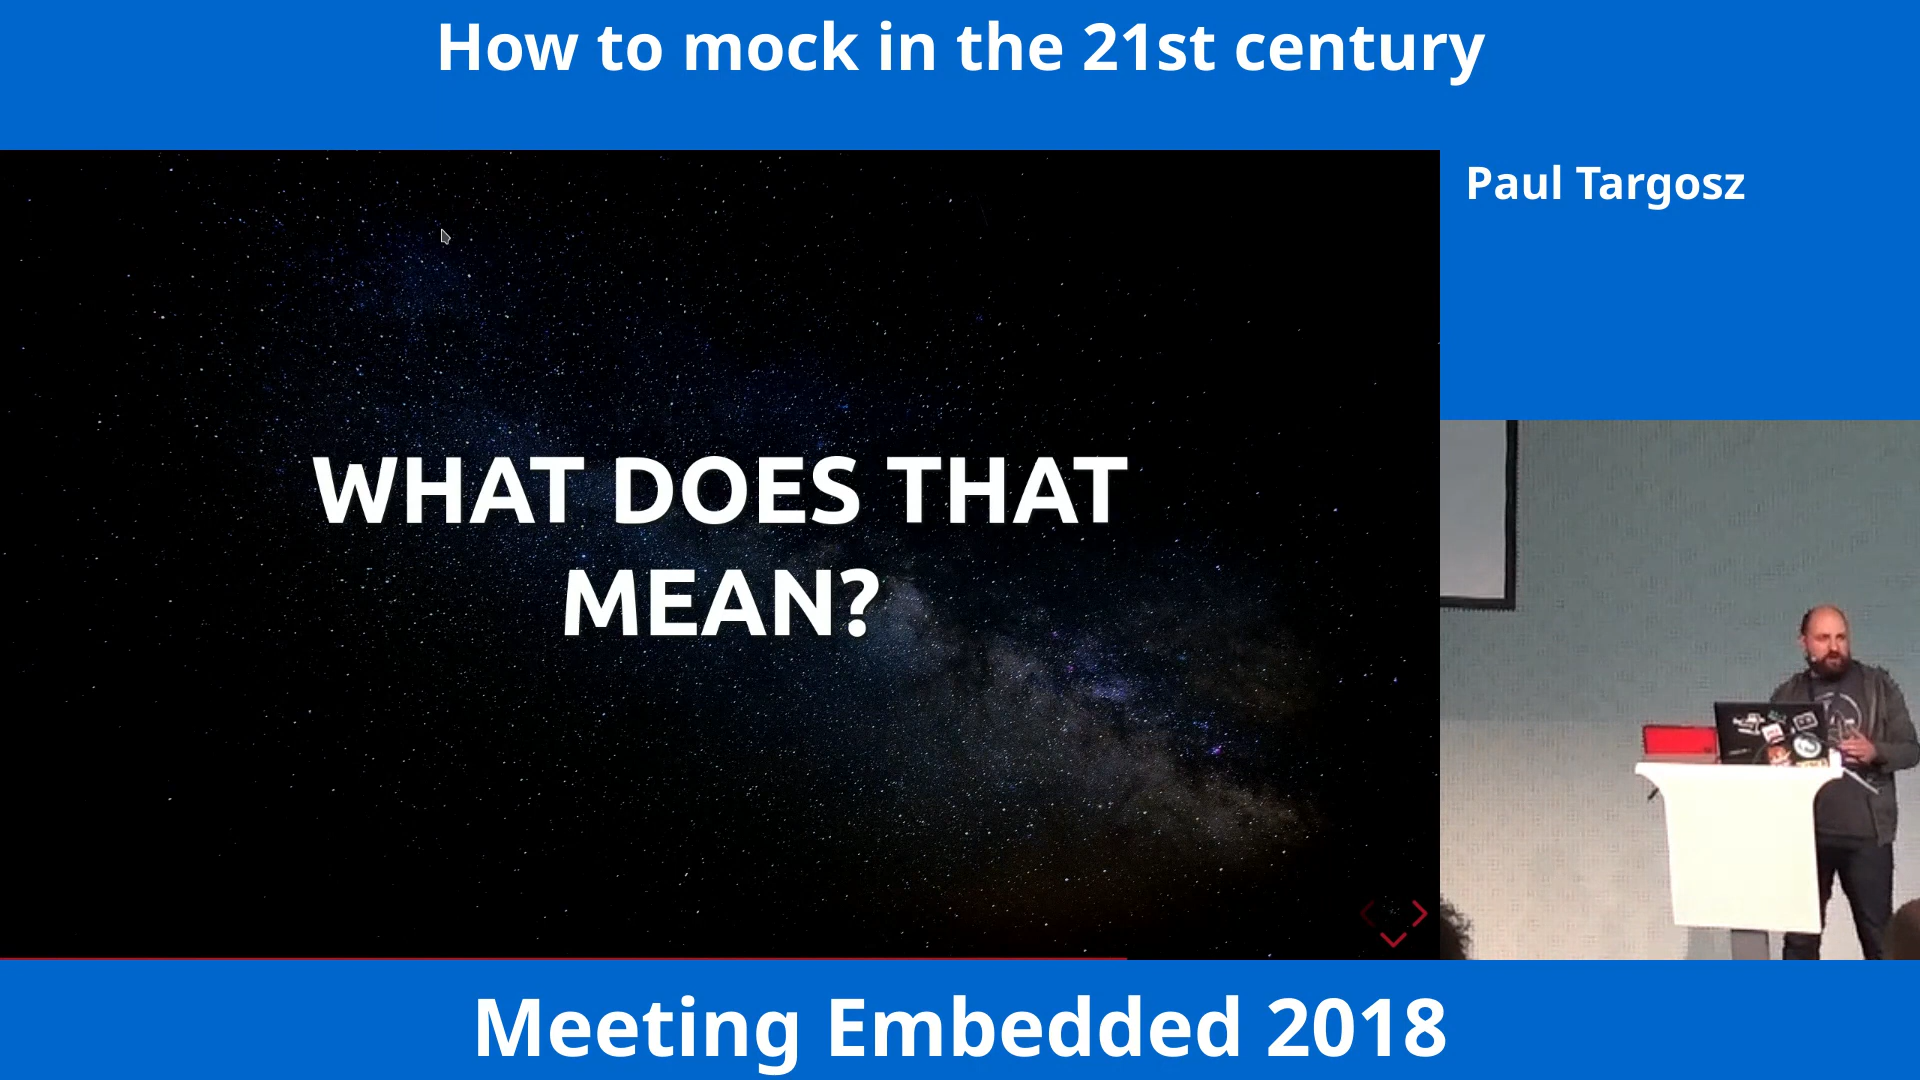 How to mock in the 21st century
Paul Targosz
WHAT DOES THAT
MEAN?
Meeting Embedded 2018